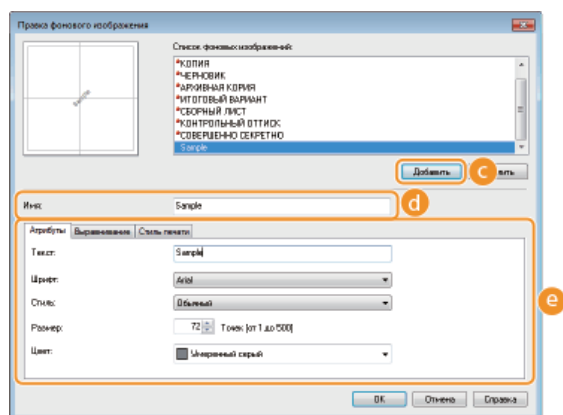 Правка фонового изображения
Список фоновых изображений:
*КОПИЯ
*ЧЕРНОВИК
*АРХИВНАЯ КОПИЯ
*ИТОГОВЫЙ ВАРИАНТ
*СБОРНЫЙ ЛИСТ
*КОНТРОЛЬНЫЙ ОТТИСК
*СОВЕРШЕННО СЕКРЕТНО
Sample
Sample
Добавить c
Имя: Sample d
Атрибуты Выравнивание Стиль печати
Текст: Sample
Шрифт: Arial
Стиль: Обычный
e
Размер: 72 Точек [от 1 до 500]
Цвет: Умеренный серый
OK Отмена Справка